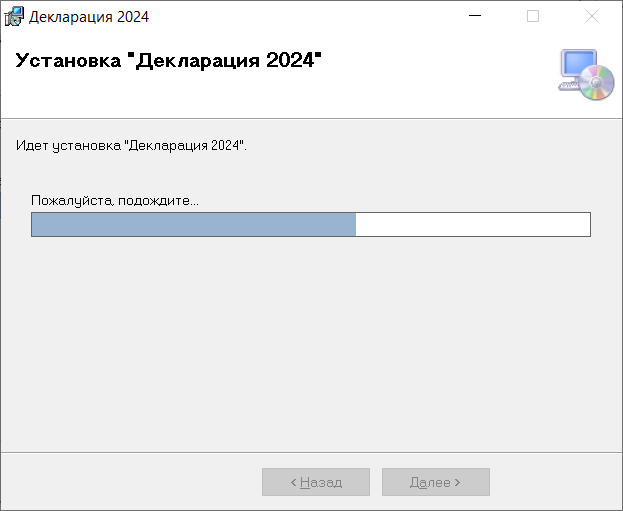 Декларация 2024
Установка "Декларация 2024"
Идет установка "Декларация 2024".
Пожалуйста, подождите...
< Назад
Далее >